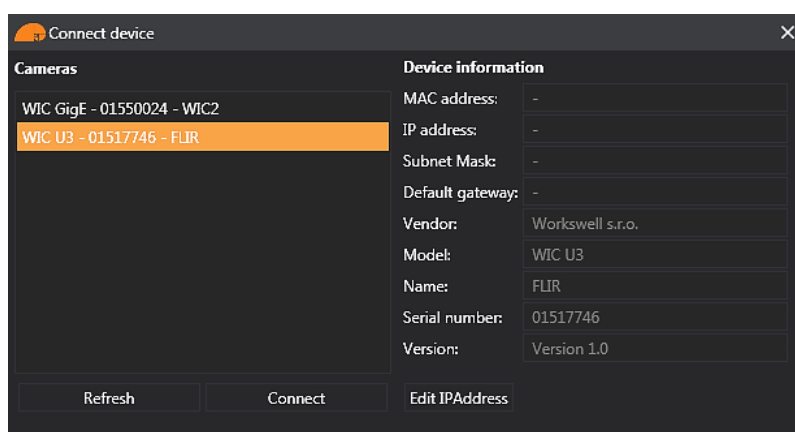 Connect device
Cameras
WIC GigE - 01550024 - WIC2
WIC U3 - 01517746 - FLIR
Refresh
Connect
Device information
MAC address: -
IP address: -
Subnet Mask: -
Default gateway: -
Vendor: Workswell s.r.o.
Model: WIC U3
Name: FLIR
Serial number: 01517746
Version: Version 1.0
Edit IPAddress